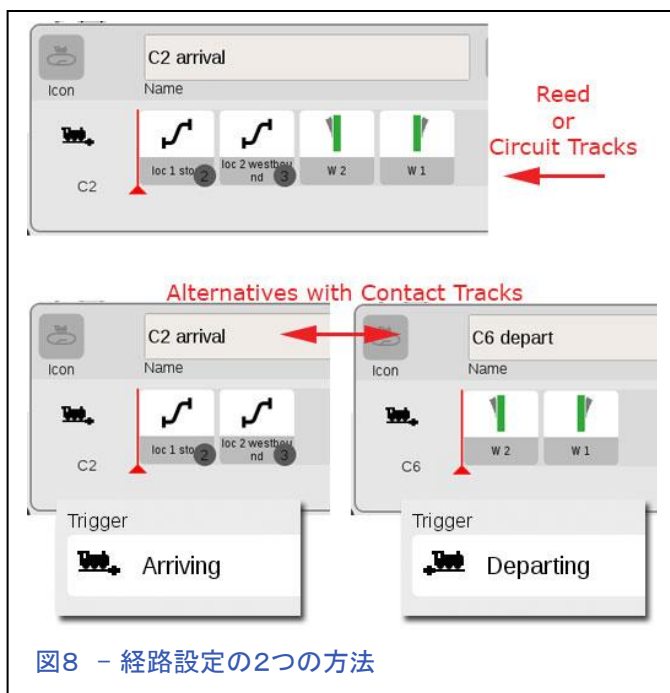 C2 arrival
Icon
Name
Reed
or
Circuit Tracks
C2
loc 1 sto
2
loc 2 westbou
nd
3
W 2
W 1
Alternatives with Contact Tracks
C2 arrival
Icon
Name
C2
loc 1 sto
2
loc 2 westbou
nd
3
Trigger
Arriving
C6 depart
Icon
Name
C6
W 2
W 1
Trigger
Departing
図8 － 経路設定の2つの方法